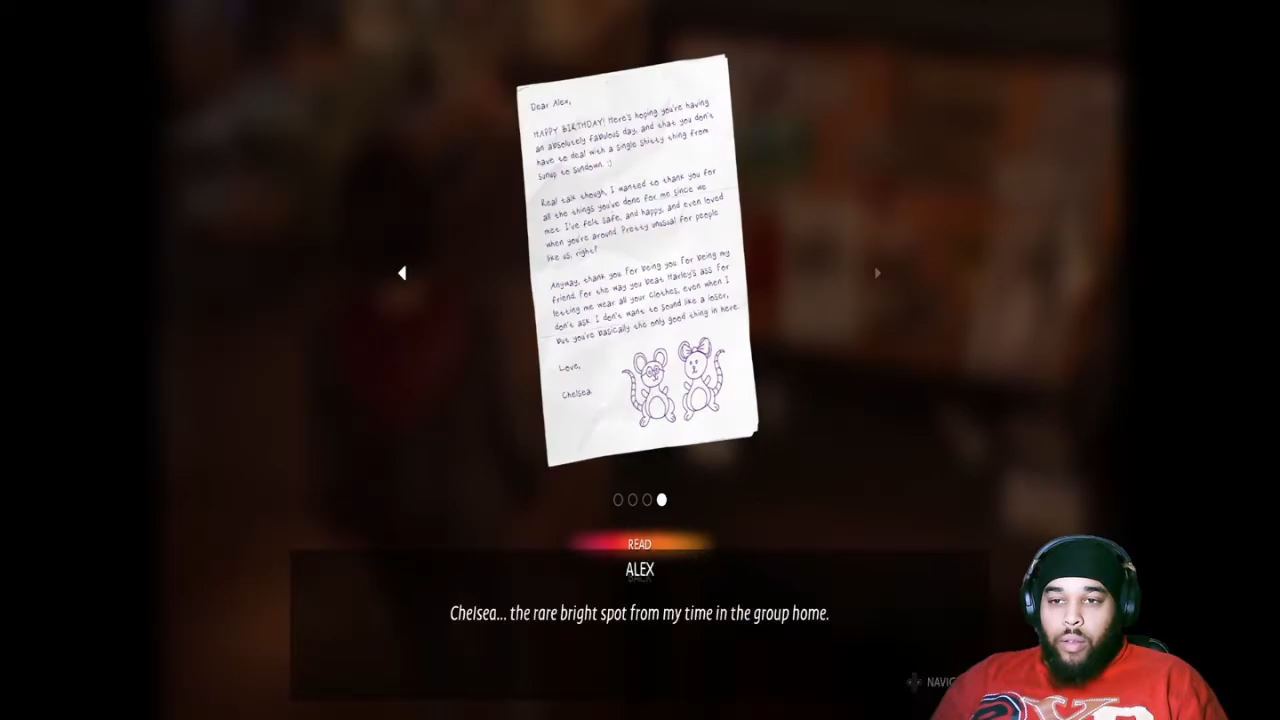 Dear Alex,
HAPPY BIRTHDAY! Here's hoping you're having
an absolutely fabulous day, and that you don't
have to deal with a single shitty thing from
sunup to sundown. :)
Real talk though, I wanted to thank you for
all the things you've done for me since we
met. I've felt safe, and happy, and even loved
when you're around. Pretty unusual for people
like us, right?
Anyway, thank you for being you. For being my
friend. For the way you beat Harley's ass. For
letting me wear all your clothes, even when I
don't ask. I don't want to sound like a loser,
but you're basically the only good thing in here.
Love,
Chelsea
READ
ALEX
BACK
Chelsea... the rare bright spot from my time in the group home.
NAVIG